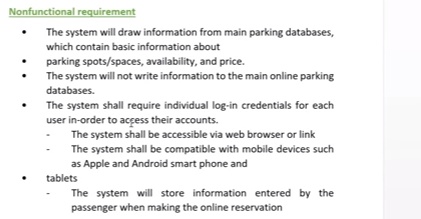 Nonfunctional requirement
• The system will draw information from main parking databases,
which contain basic information about
• parking spots/spaces, availability, and price.
• The system will not write information to the main online parking
databases.
• The system shall require individual log-in credentials for each
user in-order to access their accounts.
- The system shall be accessible via web browser or link
- The system shall be compatible with mobile devices such
as Apple and Android smart phone and
• tablets
- The system will store information entered by the
passenger when making the online reservation